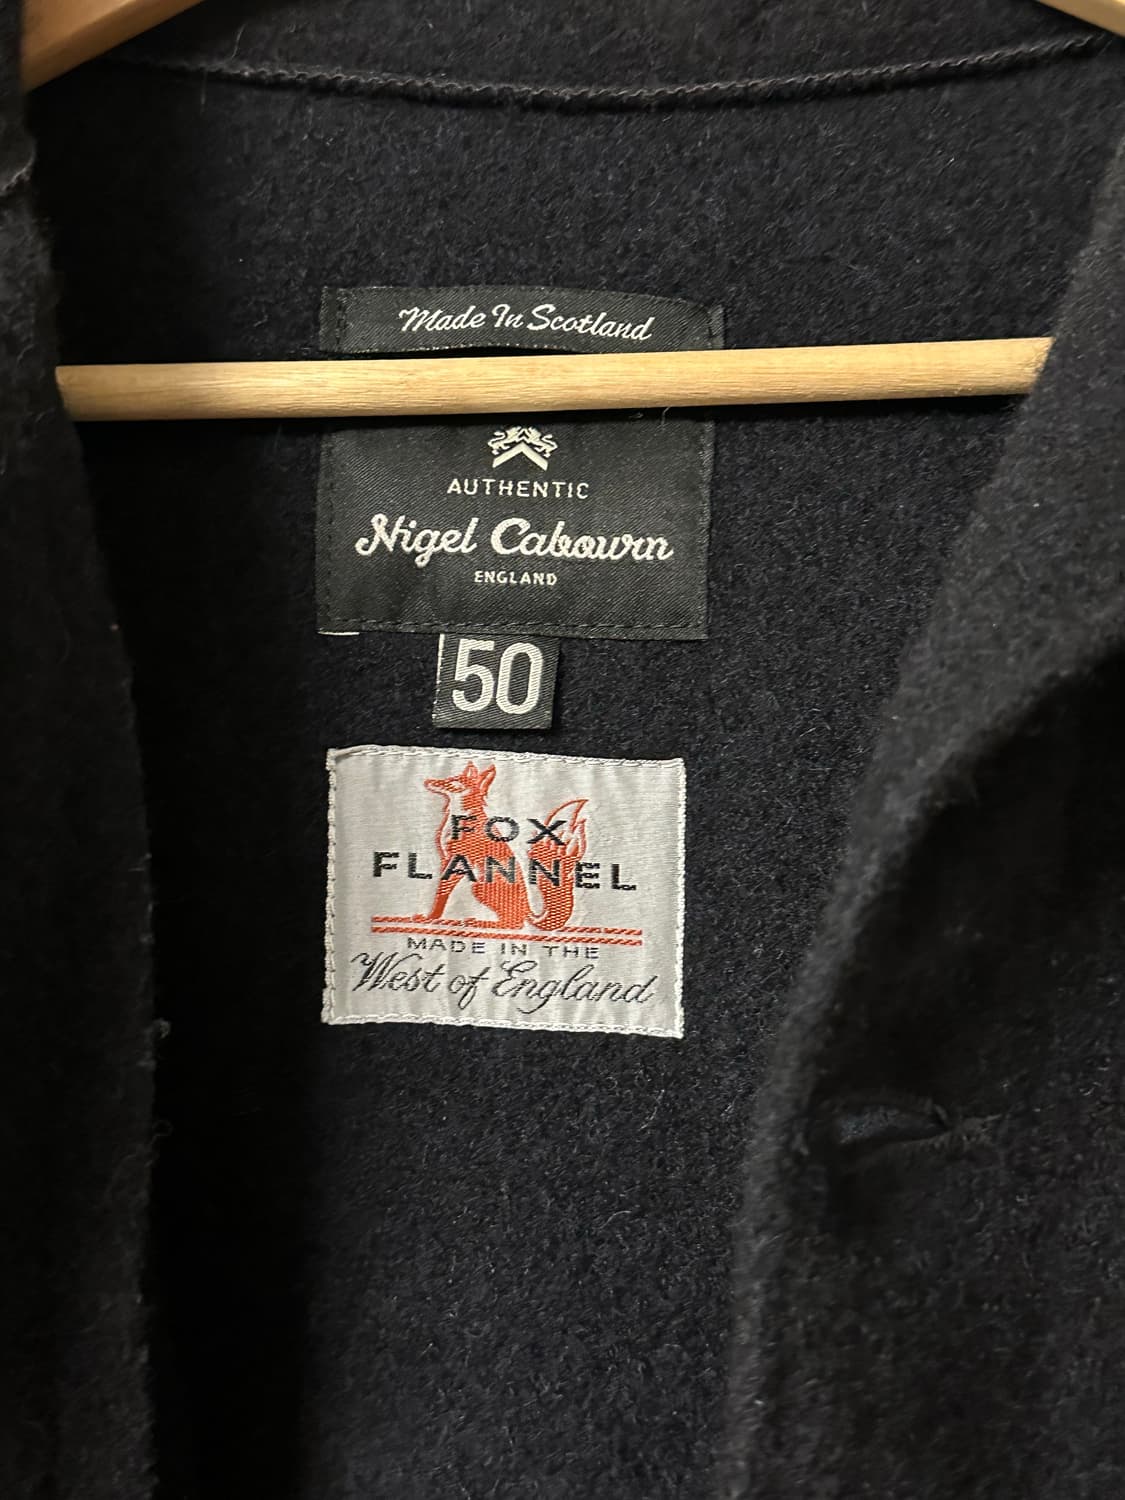 Made In Scotland
AUTHENTIC
Nigel Cabourn
ENGLAND
50
FOX
FLANNEL
MADE IN THE
West of England